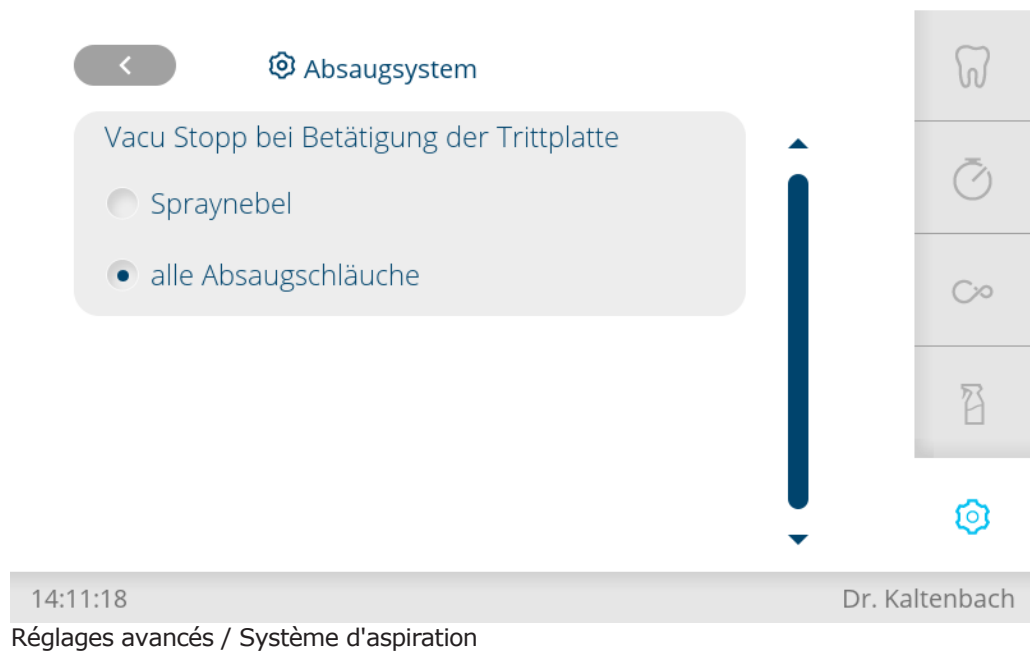 Absaugsystem
Vacu Stopp bei Betätigung der Trittplatte
Spraynebel
alle Absaugschläuche
14:11:18 Dr. Kaltenbach
Réglages avancés / Système d'aspiration